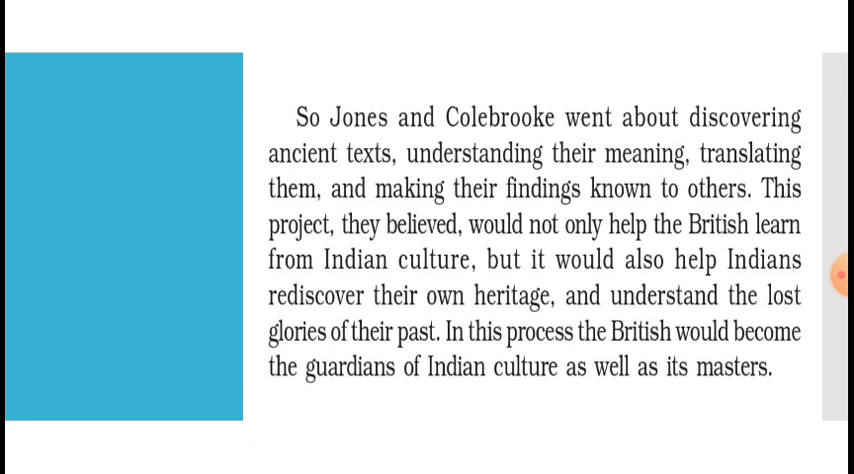 So Jones and Colebrooke went about discovering
ancient texts, understanding their meaning, translating
them, and making their findings known to others. This
project, they believed, would not only help the British learn
from Indian culture, but it would also help Indians
rediscover their own heritage, and understand the lost
glories of their past. In this process the British would become
the guardians of Indian culture as well as its masters.